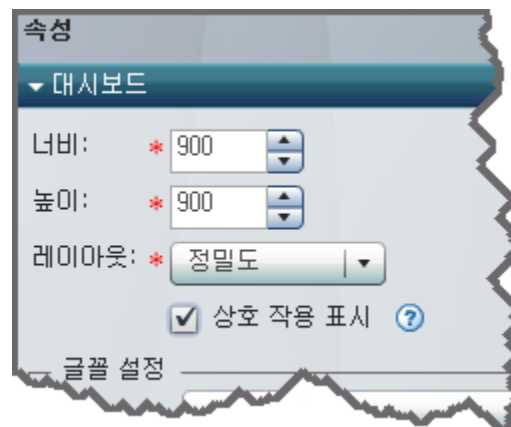 속성
대시보드
너비: * 900
높이: * 900
레이아웃: * 정밀도
상호 작용 표시 ?
글꼴 설정